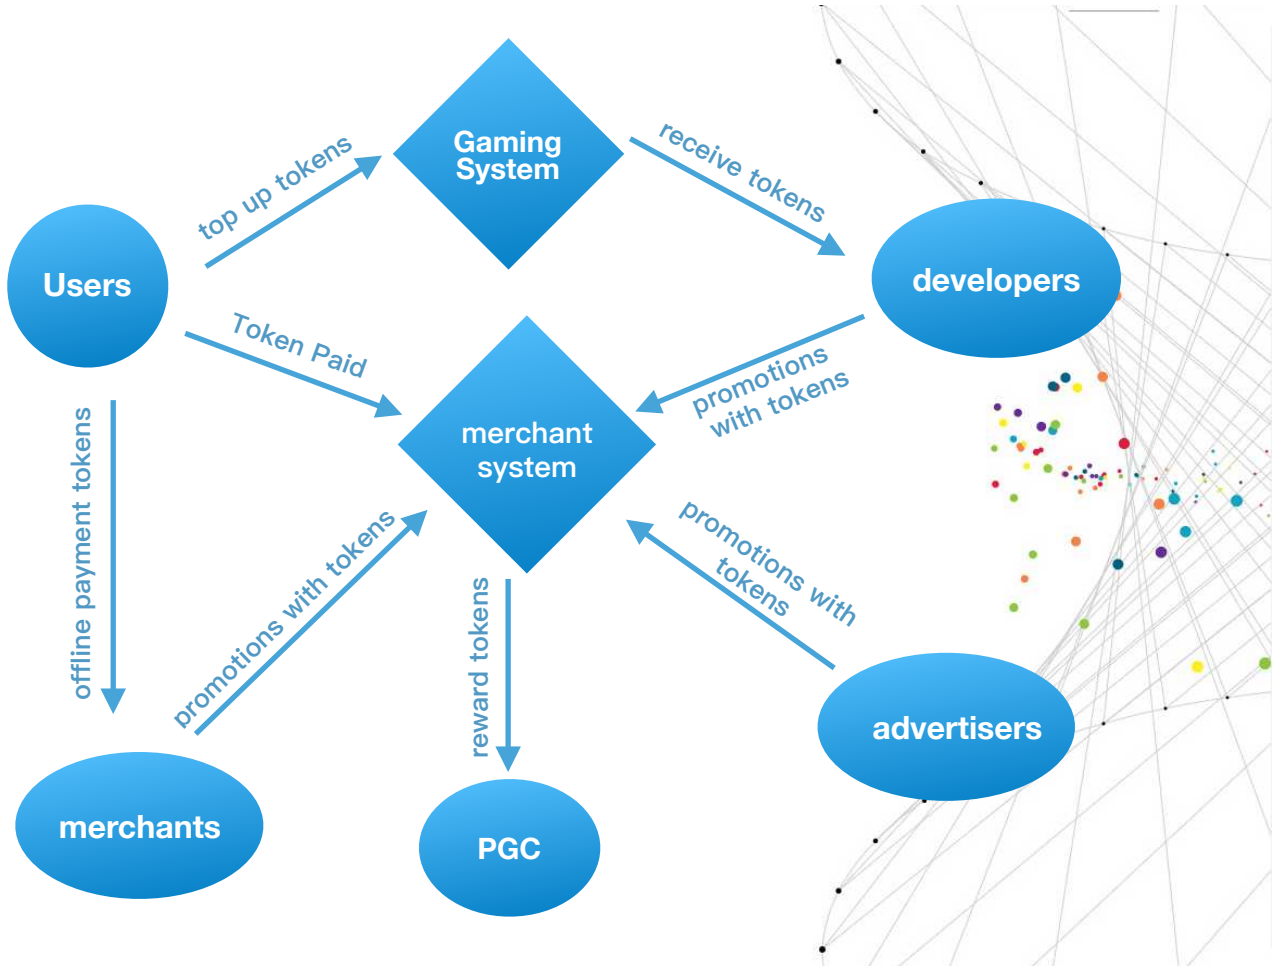 Gaming
System
top up tokens
receive tokens
Users
developers
Token Paid
promotions
with tokens
merchant
system
offline payment tokens
promotions with tokens
promotions with
tokens
reward tokens
advertisers
merchants
PGC